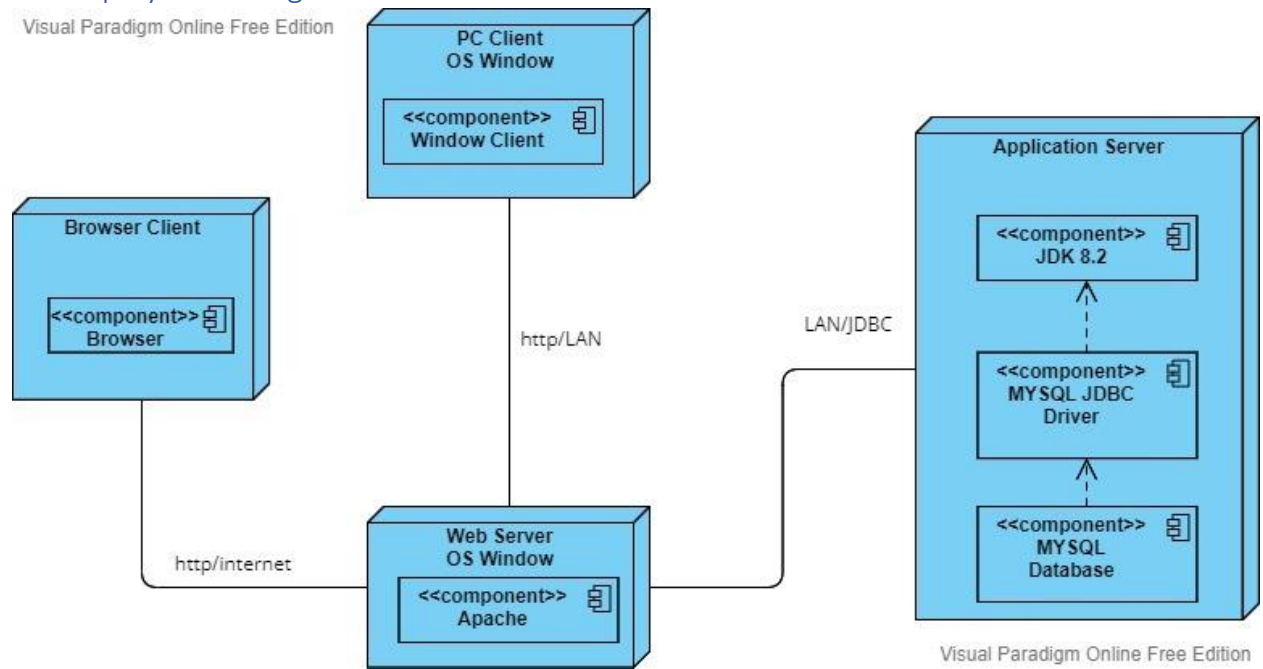 Visual Paradigm Online Free Edition
PC Client
OS Window
<<component>>
Window Client
Browser Client
<<component>>
Browser
Application Server
<<component>>
JDK 8.2
<<component>>
MYSQL JDBC
Driver
<<component>>
MYSQL
Database
http/LAN
LAN/JDBC
http/internet
Web Server
OS Window
<<component>>
Apache
Visual Paradigm Online Free Edition